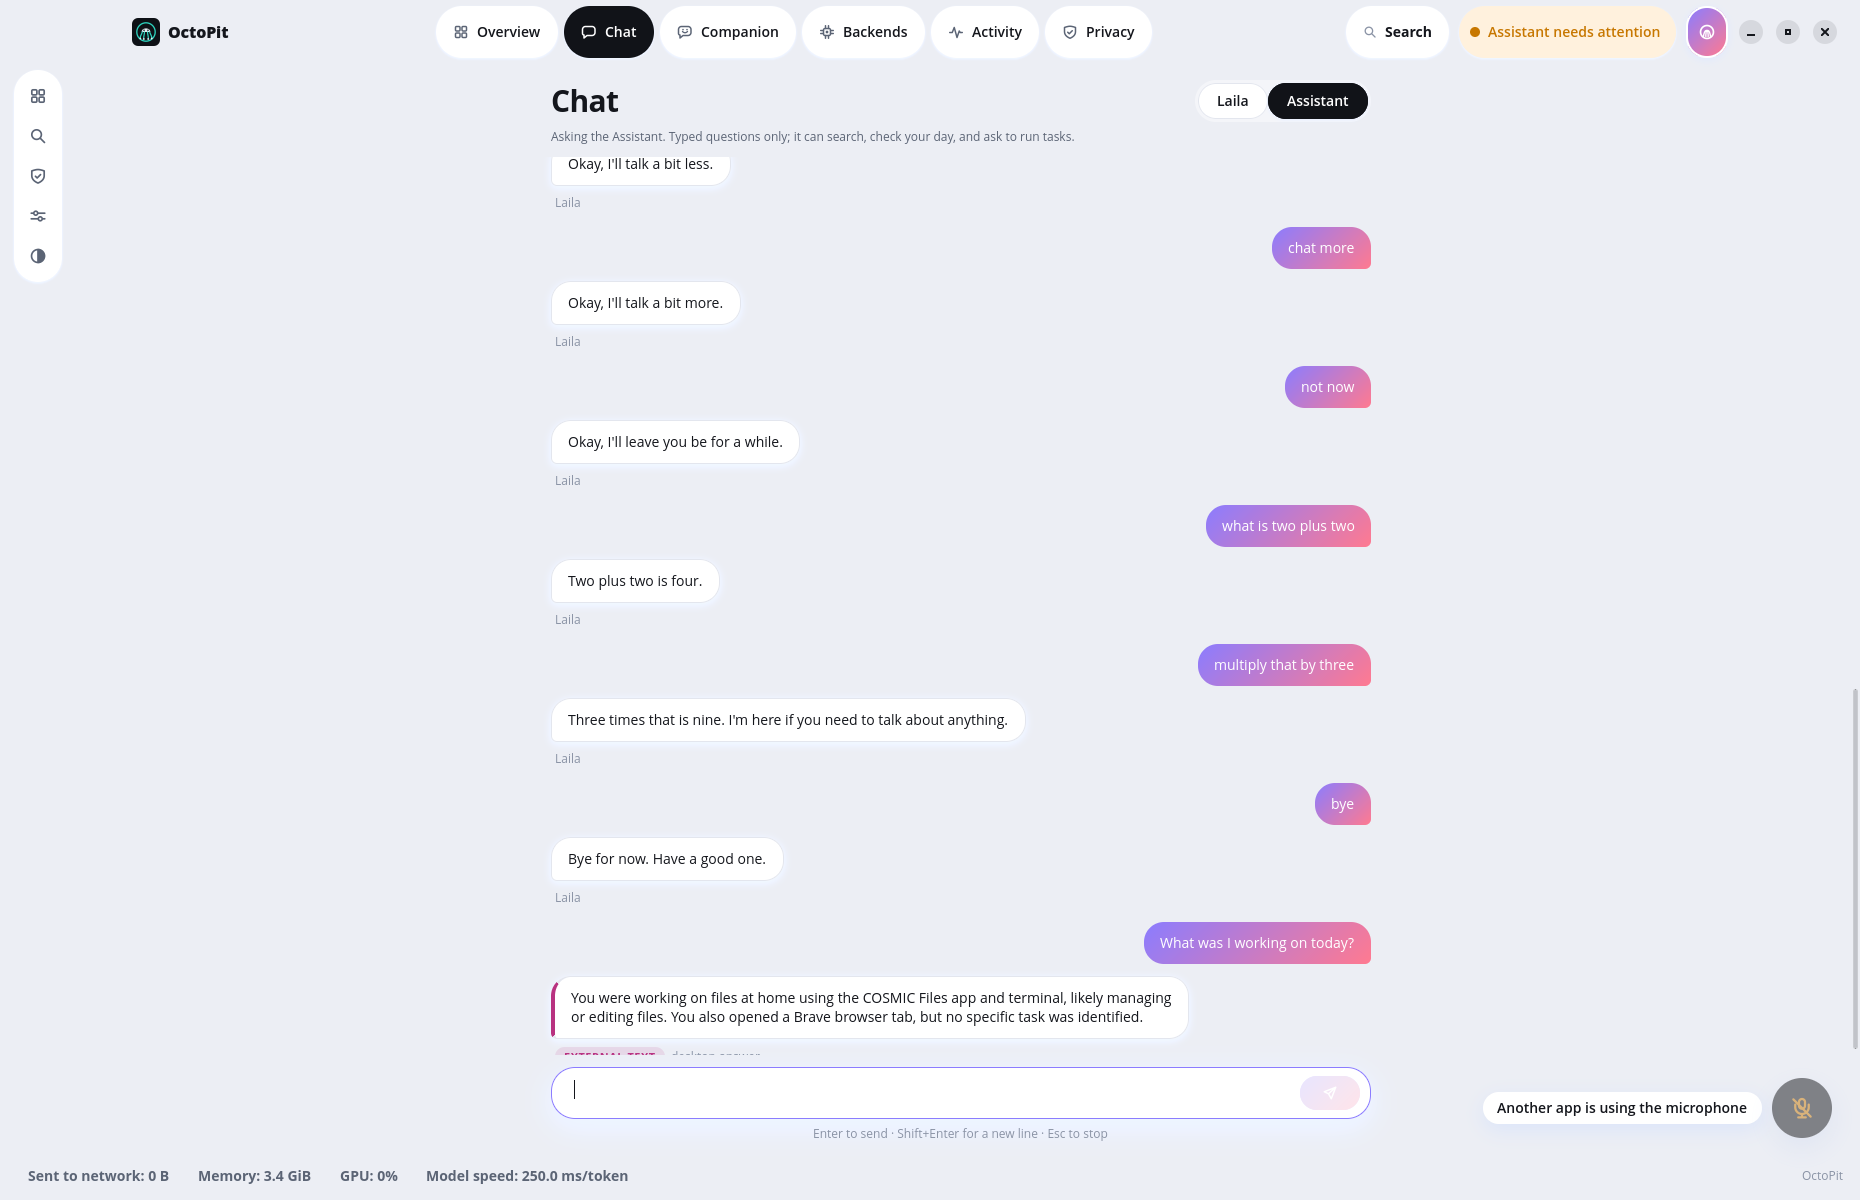 OctoPit
Overview
Chat
Companion
Backends
Activity
Privacy
Search
Assistant needs attention
Chat
Laila
Assistant
Asking the Assistant. Typed questions only; it can search, check your day, and ask to run tasks.
Okay, I'll talk a bit less.
Laila
chat more
Okay, I'll talk a bit more.
Laila
not now
Okay, I'll leave you be for a while.
Laila
what is two plus two
Two plus two is four.
Laila
multiply that by three
Three times that is nine. I'm here if you need to talk about anything.
Laila
bye
Bye for now. Have a good one.
Laila
What was I working on today?
You were working on files at home using the COSMIC Files app and terminal, likely managing
or editing files. You also opened a Brave browser tab, but no specific task was identified.
EXTERNAL TEXT desktop answer
Another app is using the microphone
Enter to send · Shift+Enter for a new line · Esc to stop
Sent to network: 0 B
Memory: 3.4 GiB
GPU: 0%
Model speed: 250.0 ms/token
OctoPit